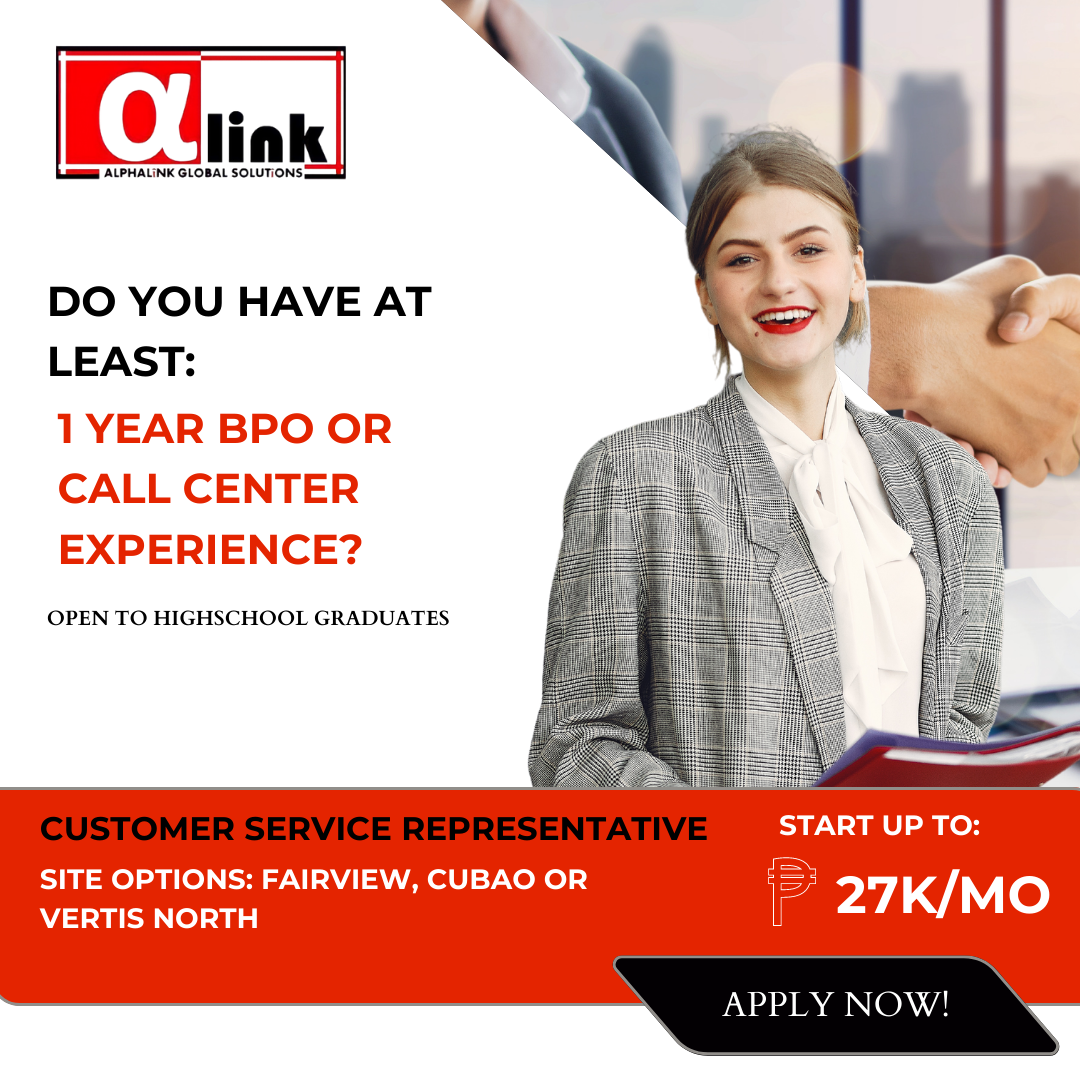 αlink
ALPHALiNK GLOBAL SOLUTiONS
DO YOU HAVE AT
LEAST:
1 YEAR BPO OR
CALL CENTER
EXPERIENCE?
OPEN TO HIGHSCHOOL GRADUATES
CUSTOMER SERVICE REPRESENTATIVE
SITE OPTIONS: FAIRVIEW, CUBAO OR
VERTIS NORTH
START UP TO:
₱ 27K/MO
APPLY NOW!